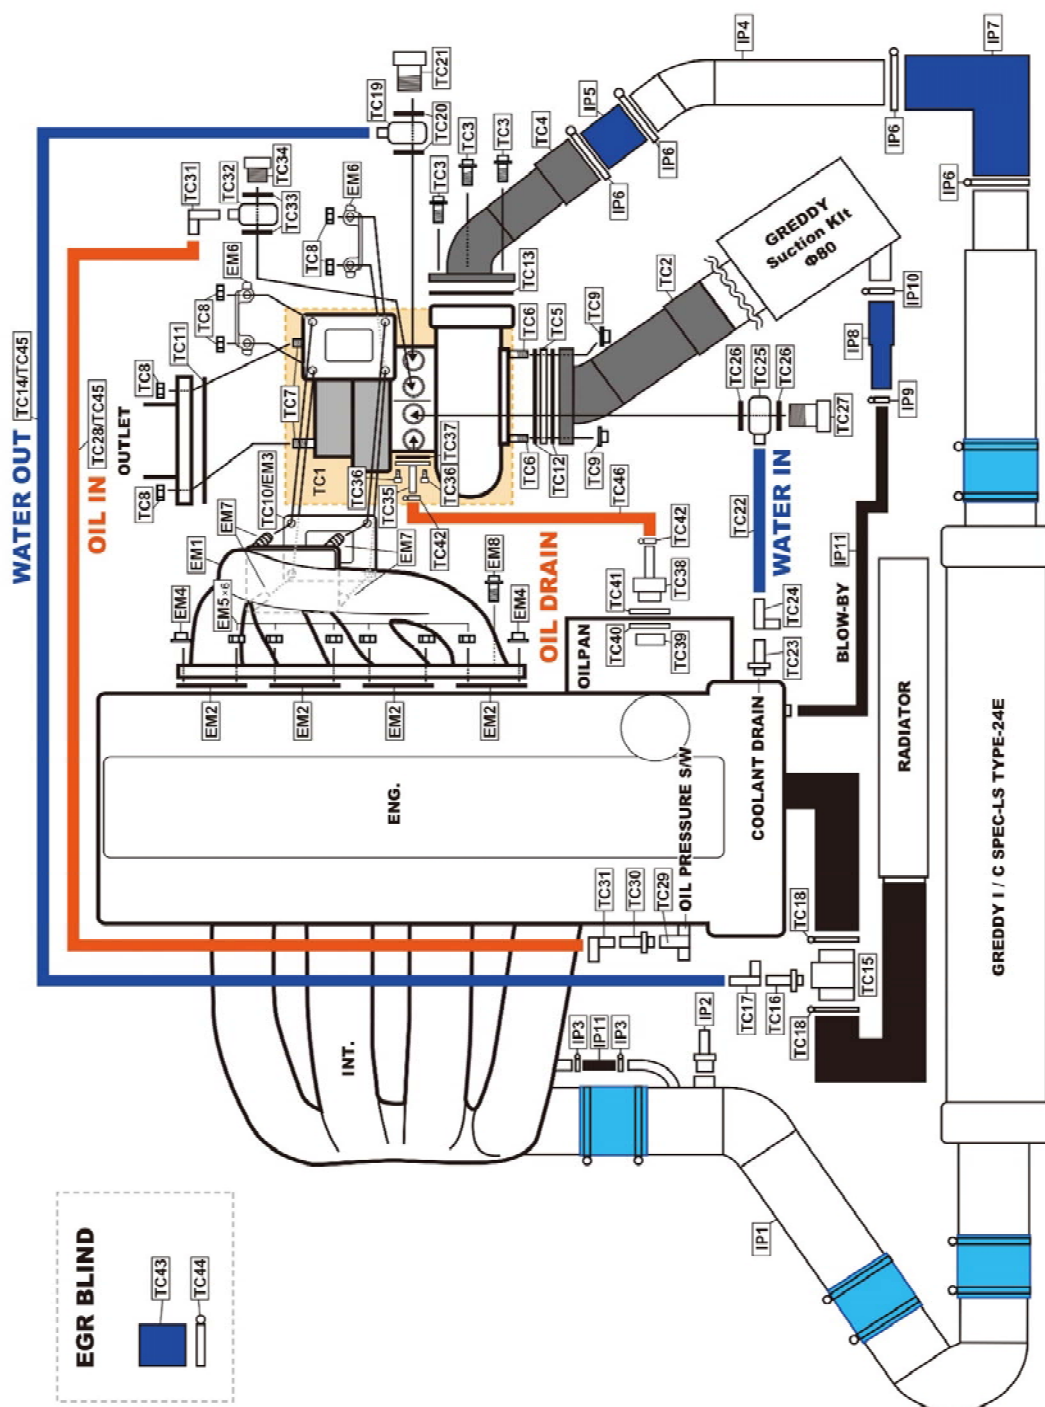 IP4
IP7
TC21
TC19
TC20
TC3
TC3
TC3
TC4
IP5
IP6
IP6
IP6
IP6
TC31
TC32
TC34
TC33
EM6
TC8
EM6
TC8
TC11
TC8
OUTLET
TC8
TC14/TC45
WATER OUT
TC28/TC45
OIL IN
TC13
GREDDY
Suction Kit
Φ80
TC2
IP10
IP8
IP9
TC6
TC5
TC9
TC7
TC1
TC6
TC12
TC9
TC26
TC25
TC26
TC27
TC37
TC36
TC36
TC35
TC42
TC46
TC10/EM3
EM7
EM7
EM1
EM5×6
EM4
EM8
EM4
OIL DRAIN
TC42
TC38
TC41
TC40
TC39
OILPAN
TC22
WATER IN
TC24
TC23
IP11
BLOW-BY
EM2
EM2
EM2
EM2
ENG.
OIL PRESSURE S/W
COOLANT DRAIN
RADIATOR
GREDDY I / C SPEC-LS TYPE-24E
TC31
TC30
TC29
TC18
TC15
TC17
TC16
TC18
INT.
IP3
IP11
IP3
IP2
IP1
EGR BLIND
TC43
TC44